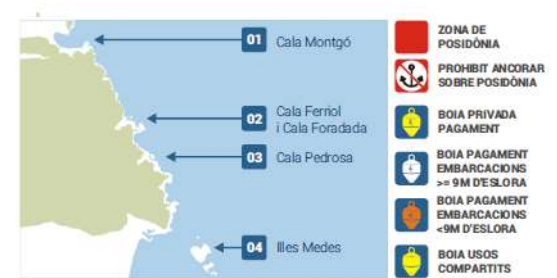 01 Cala Montgó
02 Cala Ferriol
i Cala Foradada
03 Cala Pedrosa
04 Illes Medes
ZONA DE
POSIDÒNIA
PROHIBIT ANCORAR
SOBRE POSIDÒNIA
BOIA PRIVADA
PAGAMENT
BOIA PAGAMENT
EMBARCACIONS
>= 9M D'ESLORA
BOIA PAGAMENT
EMBARCACIONS
<9M D'ESLORA
BOIA USOS
COMPARTITS